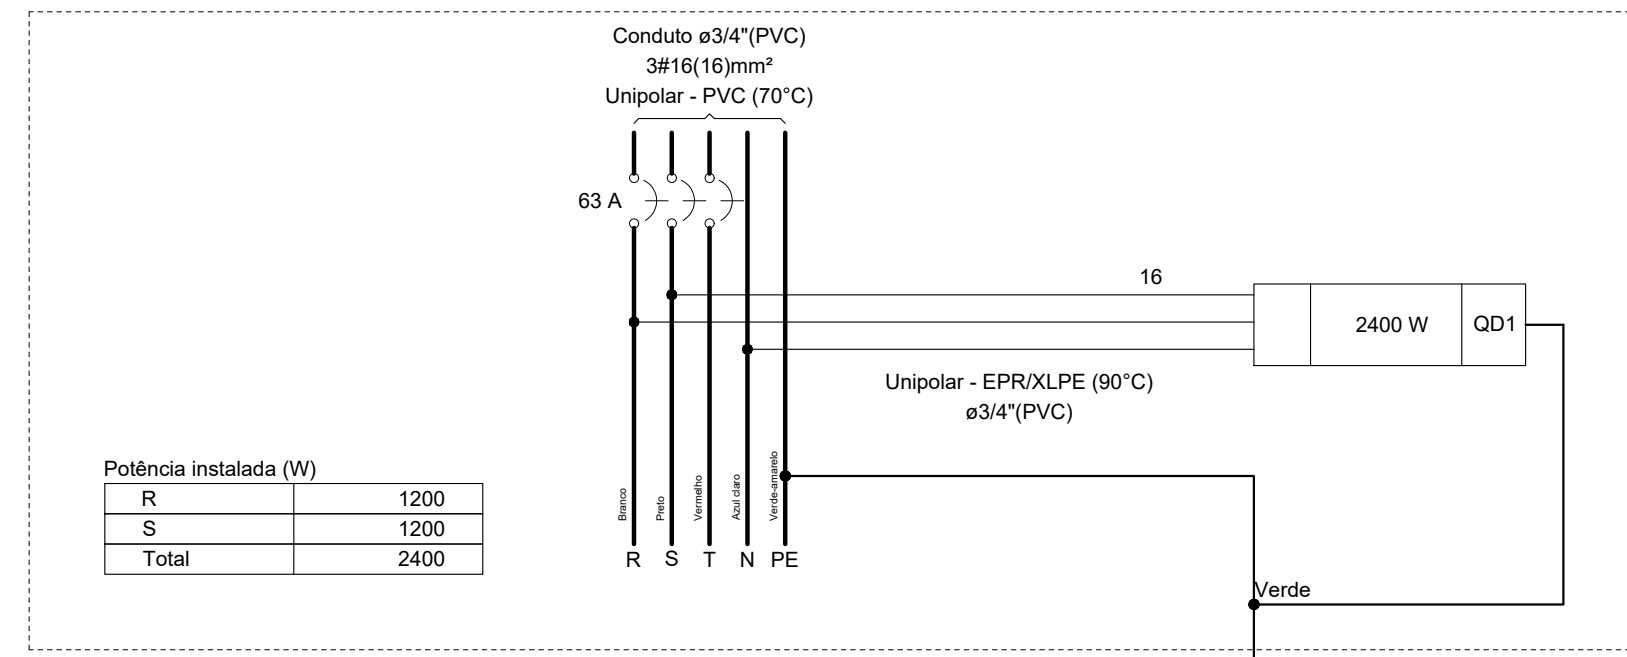 Conduto ø3/4"(PVC)
3#16(16)mm²
Unipolar - PVC (70°C)
63 A
16
2400 W QD1
Unipolar - EPR/XLPE (90°C)
ø3/4"(PVC)
Potência instalada (W)
R 1200
S 1200
Total 2400
Branco
Preto
Vermelho
Azul claro
Verde-amarelo
R S T N PE
Verde